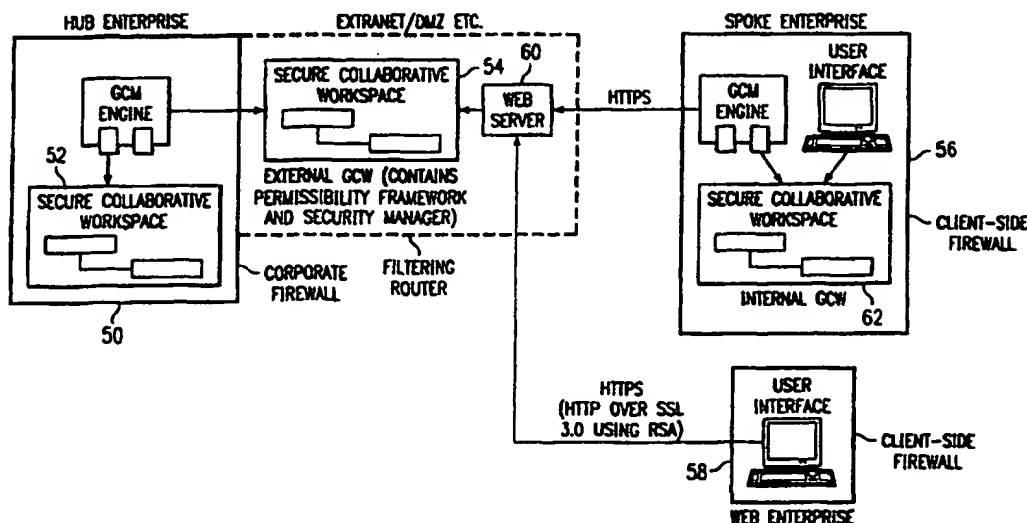 HUB ENTERPRISE
GCM
ENGINE
52
SECURE COLLABORATIVE
WORKSPACE
50
CORPORATE
FIREWALL
EXTRANET/DMZ ETC.
SECURE COLLABORATIVE
WORKSPACE
54
60
WEB
SERVER
EXTERNAL GCW (CONTAINS
PERMISSIBILITY FRAMEWORK
AND SECURITY MANAGER)
FILTERING
ROUTER
HTTPS
SPOKE ENTERPRISE
GCM
ENGINE
USER
INTERFACE
56
SECURE COLLABORATIVE
WORKSPACE
INTERNAL GCW
62
CLIENT-SIDE
FIREWALL
HTTPS
(HTTP OVER SSL
3.0 USING RSA)
USER
INTERFACE
58
CLIENT-SIDE
FIREWALL
WEB ENTERPRISE